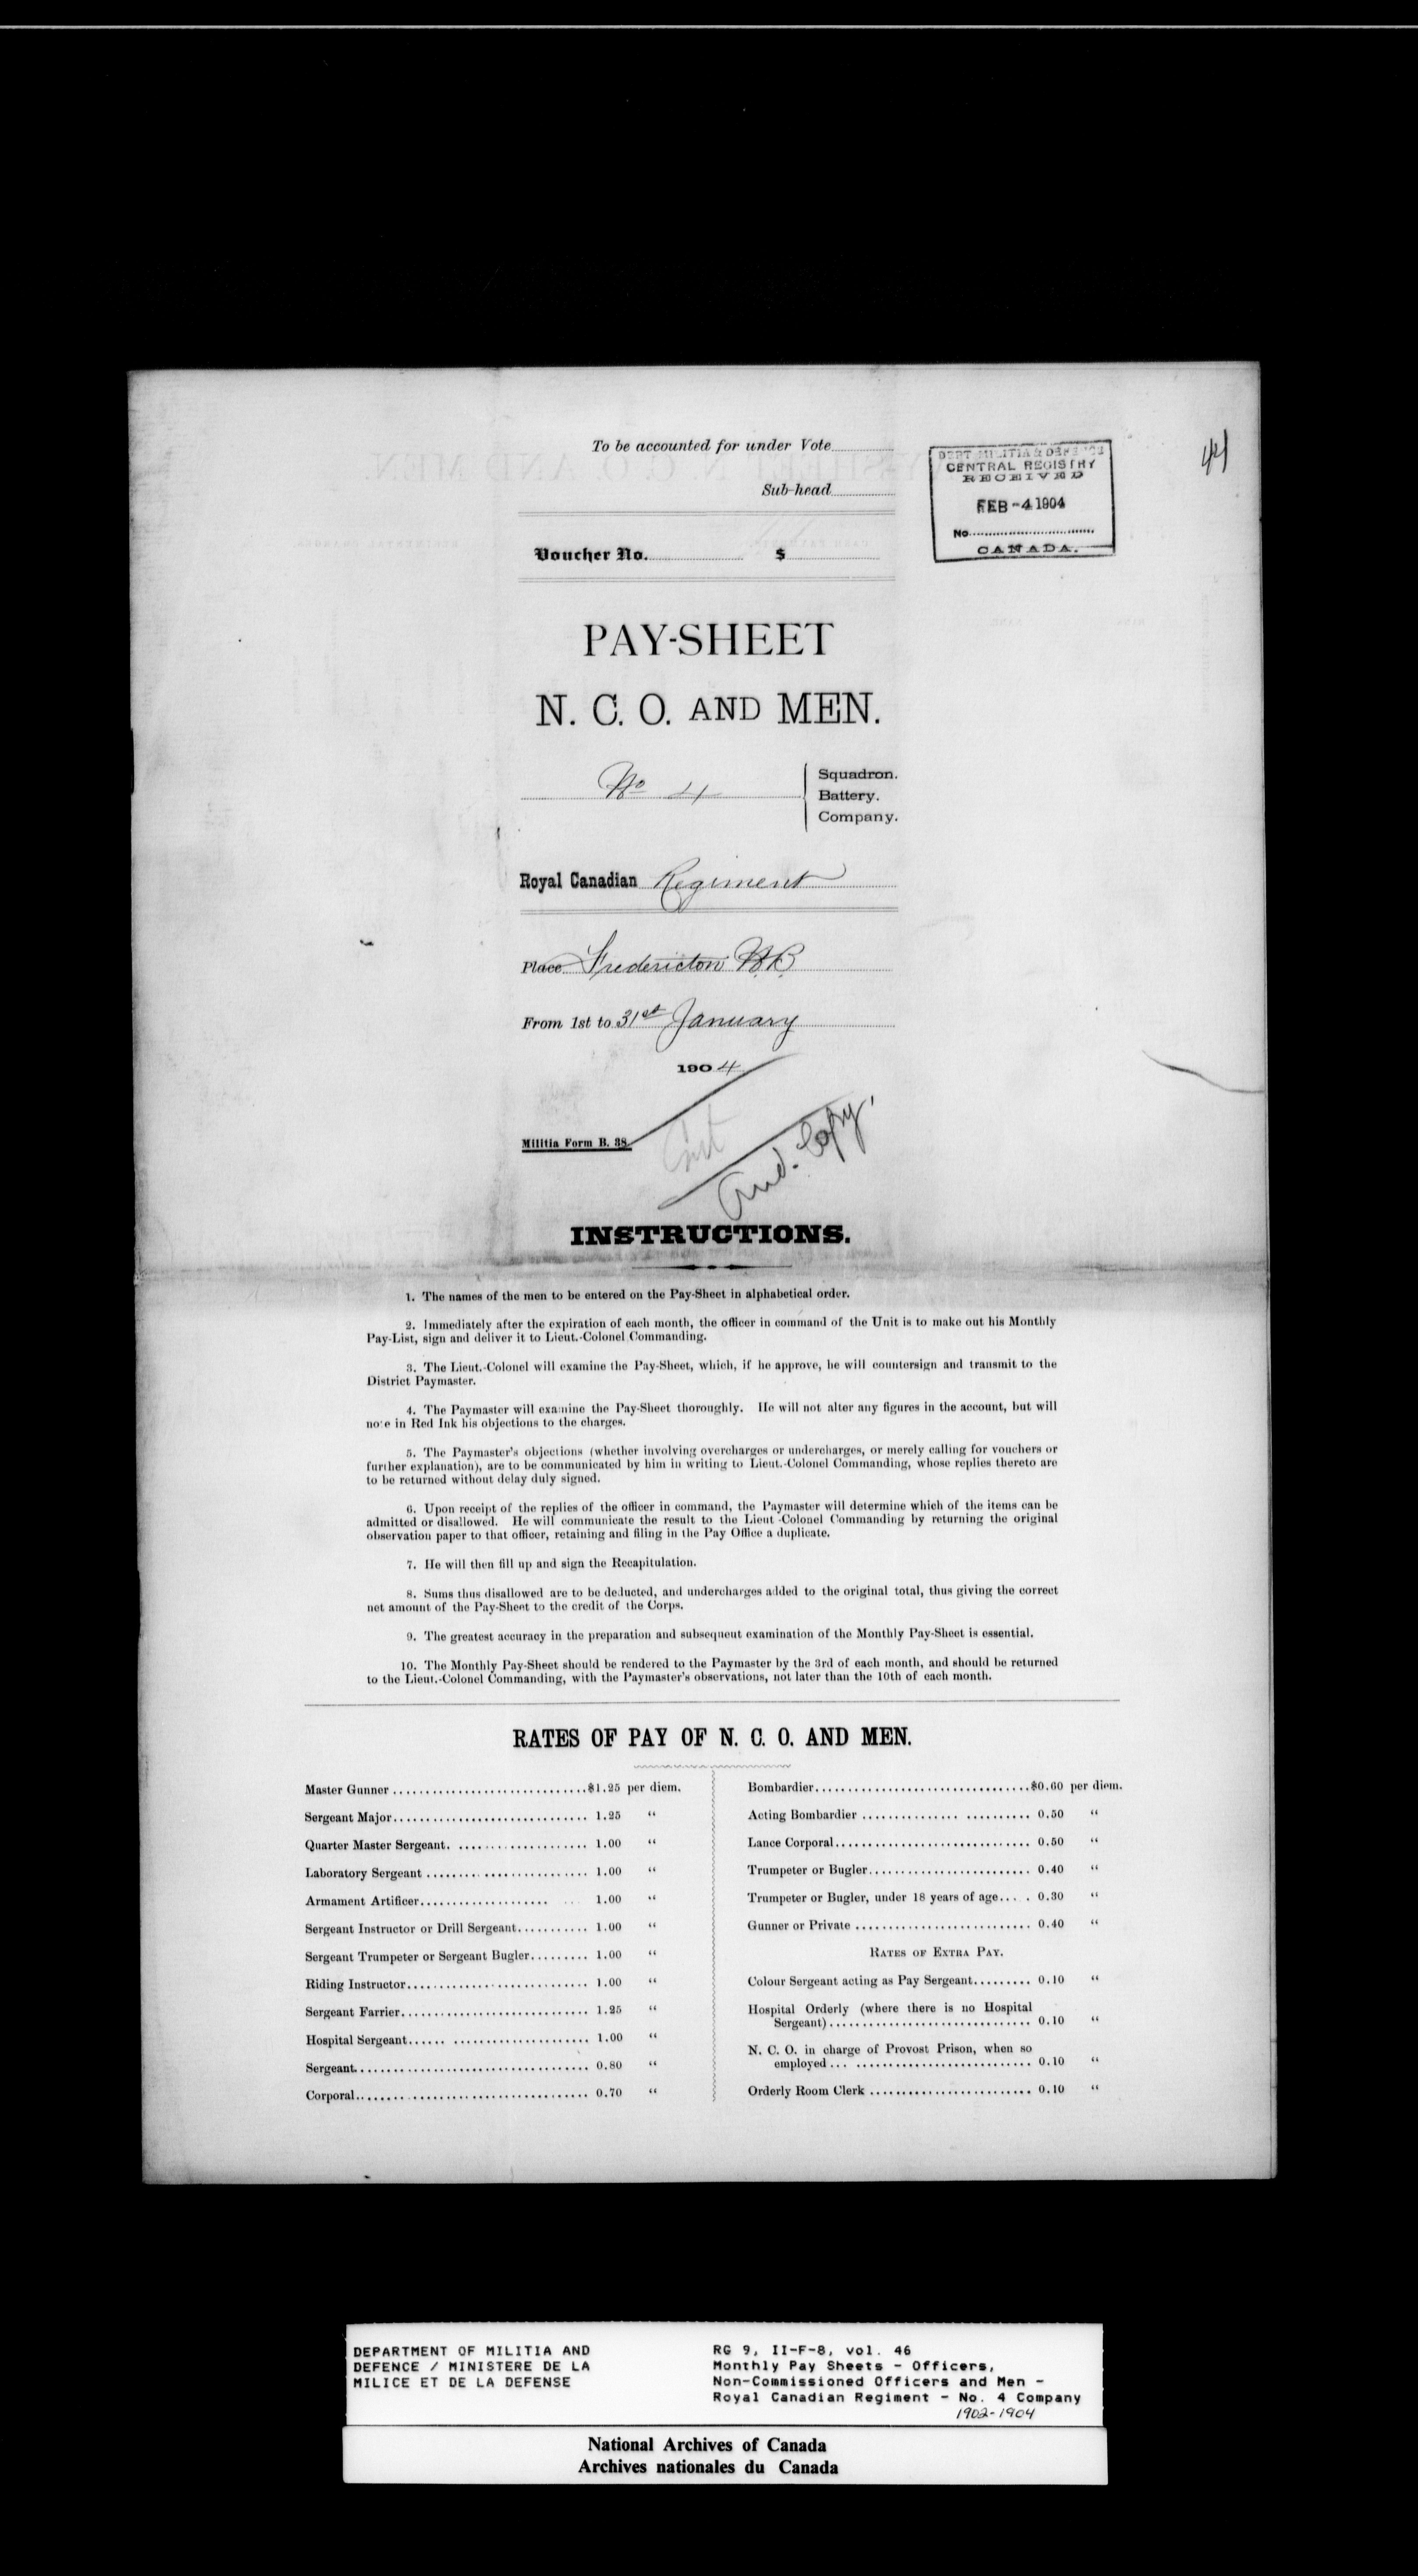 To be accounted for under Vote
Sub-head
DEPT. MILITIA & DEFENCE
CENTRAL REGISTRY
RECEIVED
FEB -4 1904
No
CANADA.
Voucher No. $
PAY-SHEET
N. C. O. AND MEN.
No 4
Squadron.
Battery.
Company.
Royal Canadian Regiment
Place Fredericton N.B.
From 1st to 31st January
1904
Militia Form B. 38.
Aud. Copy.
INSTRUCTIONS.
1. The names of the men to be entered on the Pay-Sheet in alphabetical order.
2. Immediately after the expiration of each month, the officer in command of the Unit is to make out his Monthly
Pay-List, sign and deliver it to Lieut.-Colonel Commanding.
3. The Lieut.-Colonel will examine the Pay-Sheet, which, if he approve, he will countersign and transmit to the
District Paymaster.
4. The Paymaster will examine the Pay-Sheet thoroughly. He will not alter any figures in the account, but will
note in Red Ink his objections to the charges.
5. The Paymaster's objections (whether involving overcharges or undercharges, or merely calling for vouchers or
further explanation), are to be communicated by him in writing to Lieut.-Colonel Commanding, whose replies thereto are
to be returned without delay duly signed.
6. Upon receipt of the replies of the officer in command, the Paymaster will determine which of the items can be
admitted or disallowed. He will communicate the result to the Lieut-Colonel Commanding by returning the original
observation paper to that officer, retaining and filing in the Pay Office a duplicate.
7. He will then fill up and sign the Recapitulation.
8. Sums thus disallowed are to be deducted, and undercharges added to the original total, thus giving the correct
net amount of the Pay-Sheet to the credit of the Corps.
9. The greatest accuracy in the preparation and subsequent examination of the Monthly Pay-Sheet is essential.
10. The Monthly Pay-Sheet should be rendered to the Paymaster by the 3rd of each month, and should be returned
to the Lieut.-Colonel Commanding, with the Paymaster's observations, not later than the 10th of each month.
RATES OF PAY OF N. C. O. AND MEN.
Master Gunner $1.25 per diem.
Sergeant Major 1.25 "
Quarter Master Sergeant. 1.00 "
Laboratory Sergeant 1.00 "
Armament Artificer 1.00 "
Sergeant Instructor or Drill Sergeant 1.00 "
Sergeant Trumpeter or Sergeant Bugler 1.00 "
Riding Instructor 1.00 "
Sergeant Farrier 1.25 "
Hospital Sergeant 1.00 "
Sergeant 0.80 "
Corporal 0.70 "
Bombardier $0.60 per diem.
Acting Bombardier 0.50 "
Lance Corporal 0.50 "
Trumpeter or Bugler 0.40 "
Trumpeter or Bugler, under 18 years of age 0.30 "
Gunner or Private 0.40 "
RATES OF EXTRA PAY.
Colour Sergeant acting as Pay Sergeant 0.10 "
Hospital Orderly (where there is no Hospital
Sergeant) 0.10 "
N. C. O. in charge of Provost Prison, when so
employed 0.10 "
Orderly Room Clerk 0.10 "
DEPARTMENT OF MILITIA AND
DEFENCE / MINISTERE DE LA
MILICE ET DE LA DEFENSE
RG 9, II-F-8, vol. 46
Monthly Pay Sheets - Officers,
Non-Commissioned Officers and Men -
Royal Canadian Regiment - No. 4 Company
1902-1904
National Archives of Canada
Archives nationales du Canada